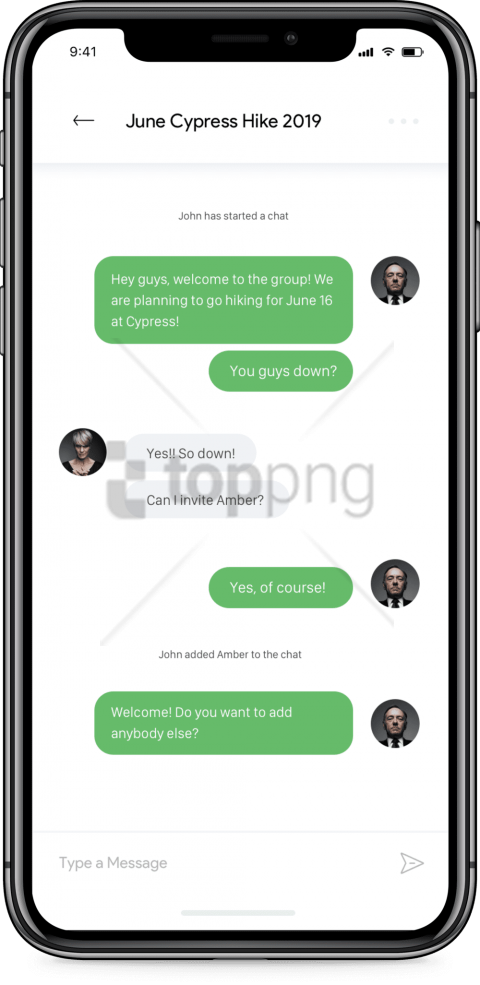 9:41
June Cypress Hike 2019
John has started a chat
Hey guys, welcome to the group! We
are planning to go hiking for June 16
at Cypress!
You guys down?
Yes!! So down!
toppng
Can I invite Amber?
Yes, of course!
John added Amber to the chat
Welcome! Do you want to add
anybody else?
Type a Message